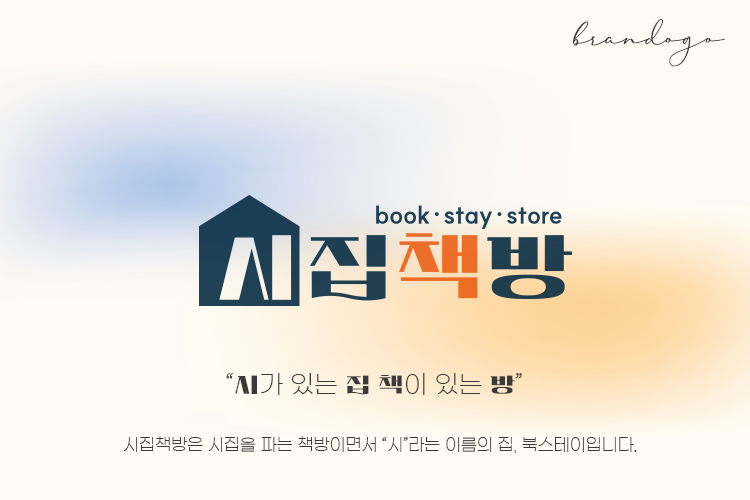 brandogo
book · stay · store
시집책방
“시가 있는 집 책이 있는 방”
시집책방은 시집을 파는 책방이면서 “시”라는 이름의 집, 북스테이입니다.